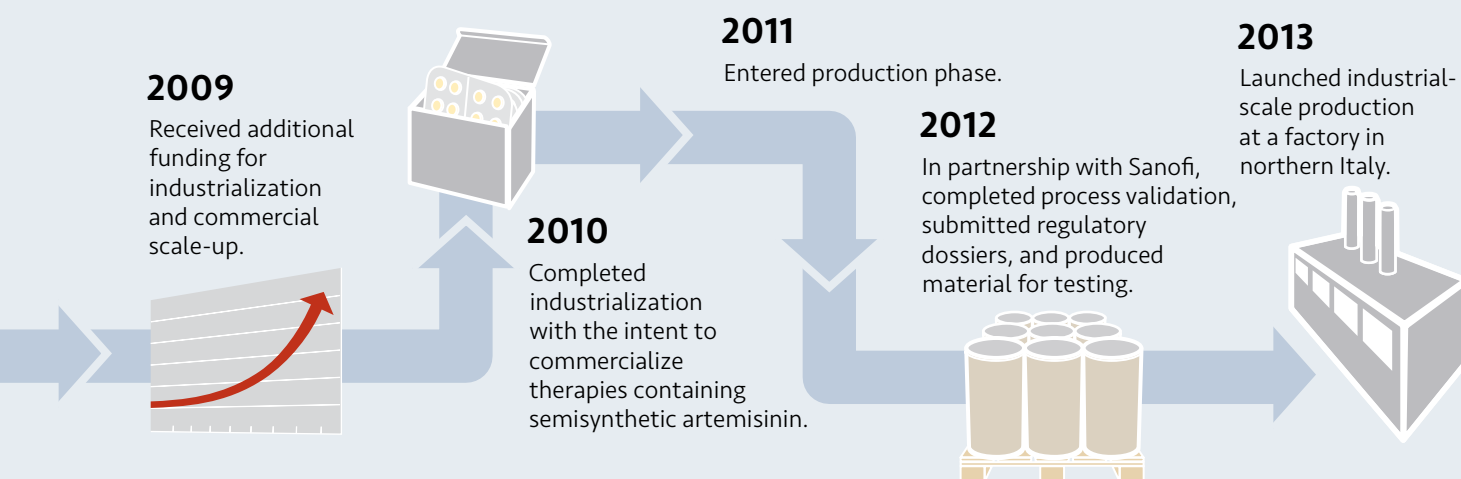 2009
Received additional
funding for
industrialization
and commercial
scale-up.
2010
Completed
industrialization
with the intent to
commercialize
therapies containing
semisynthetic artemisinin.
2011
Entered production phase.
2012
In partnership with Sanofi,
completed process validation,
submitted regulatory
dossiers, and produced
material for testing.
2013
Launched industrial-
scale production
at a factory in
northern Italy.